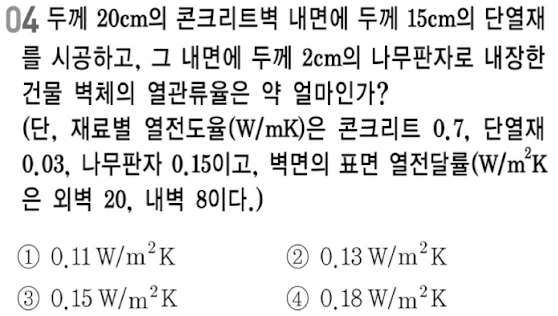 04 두께 20cm의 콘크리트벽 내면에 두께 15cm의 단열재
를 시공하고, 그 내면에 두께 2cm의 나무판자로 내장한
건물 벽체의 열관류율은 약 얼마인가?
(단, 재료별 열전도율(W/mK)은 콘크리트 0.7, 단열재
0.03, 나무판자 0.15이고, 벽면의 표면 열전달률(W/m²K
은 외벽 20, 내벽 8이다.)
① 0.11 W/m²K ② 0.13 W/m²K
③ 0.15 W/m²K ④ 0.18 W/m²K